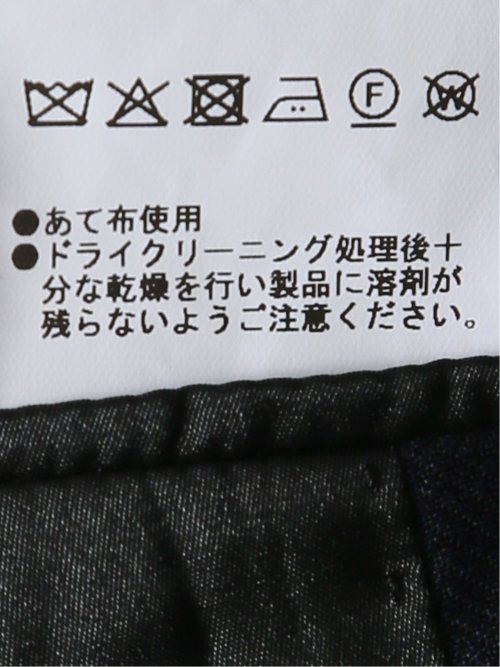 F W
●あて布使用
●ドライクリーニング処理後十
分な乾燥を行い製品に溶剤が
残らないようご注意ください。